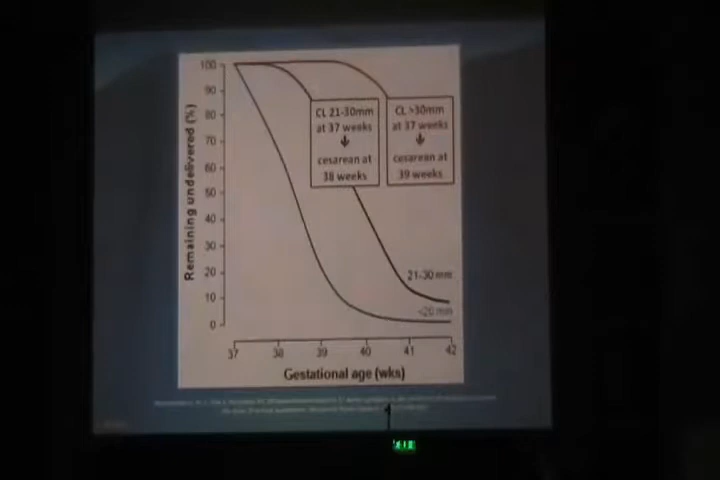 Remaining undelivered (%)
100
90
80
70
60
50
40
30
20
10
0
CL 21-30mm
at 37 weeks
cesarean at
38 weeks
CL >30mm
at 37 weeks
cesarean at
39 weeks
21-30 mm
<20 mm
37 38 39 40 41 42
Gestational age (wks)